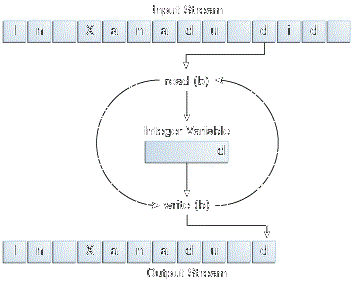 Input Stream
I n X a n a d u d i d
read (b)
Integer Variable
d
write (b)
I n X a n a d u d
Output Stream